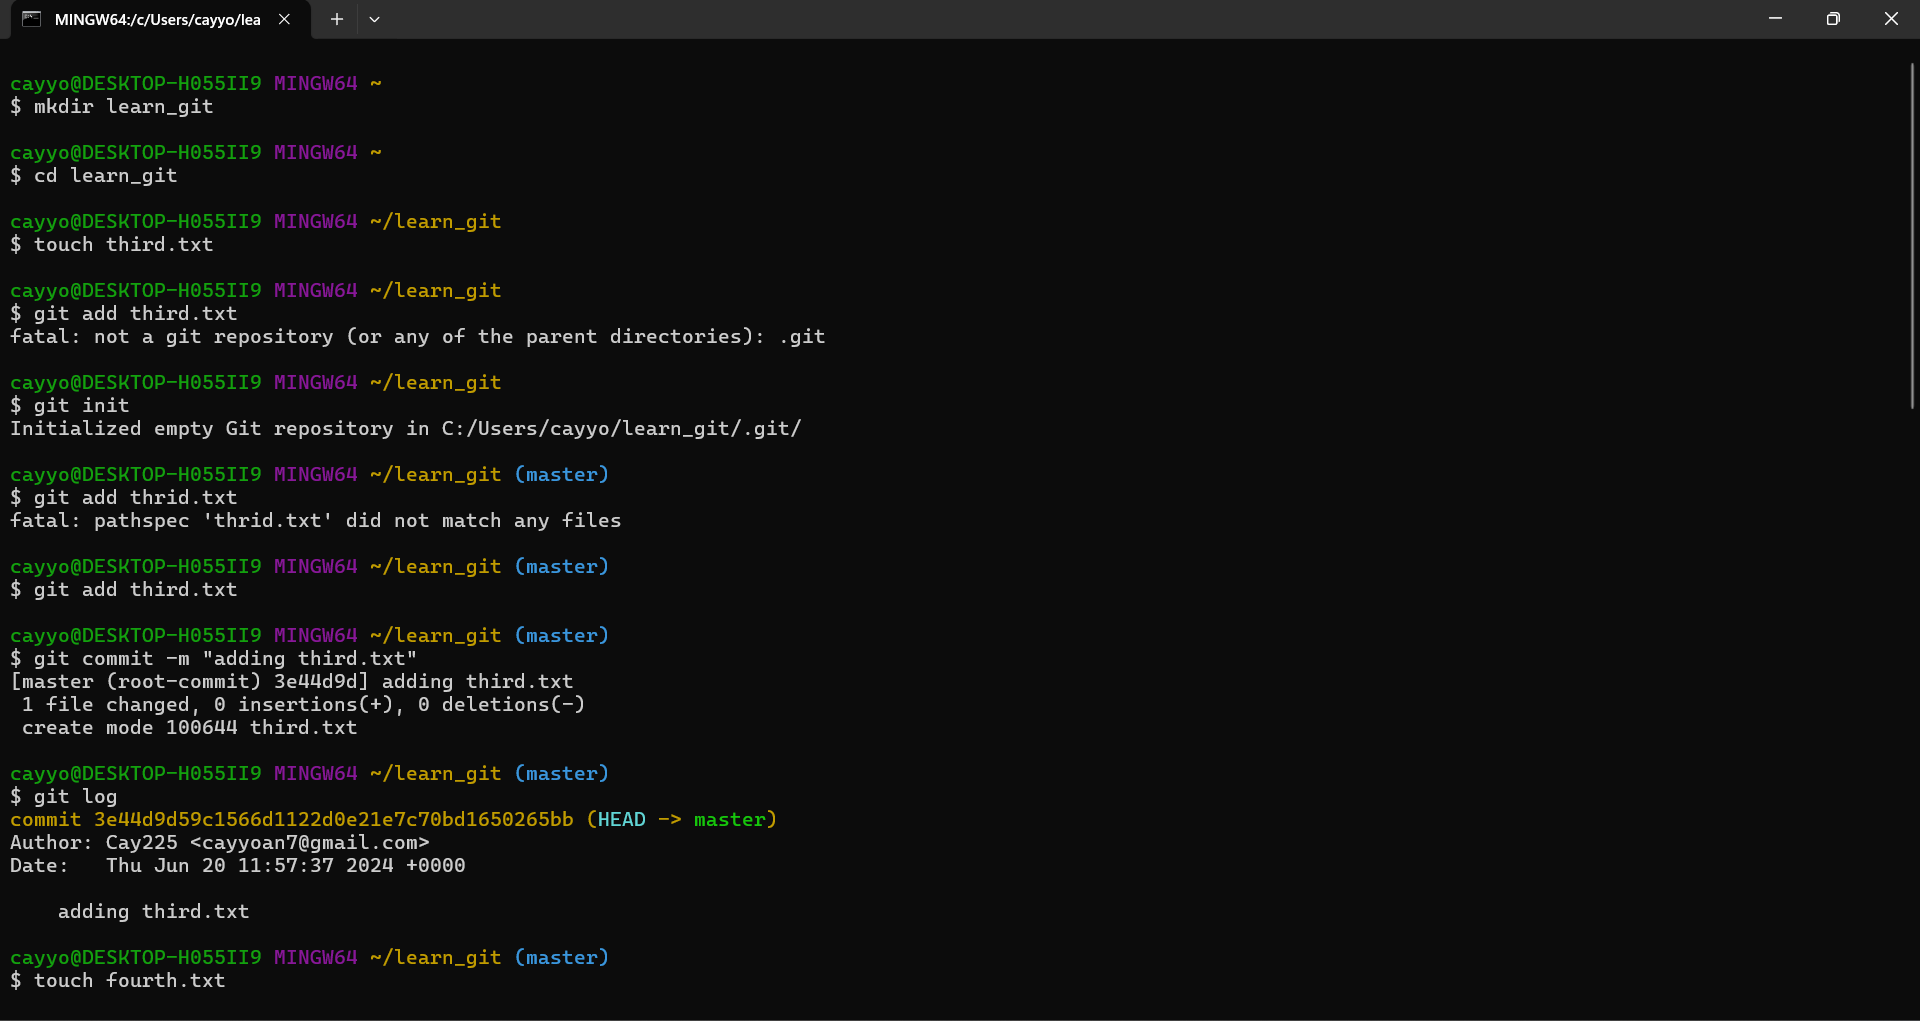 MINGW64:/c/Users/cayyo/lea
cayyo@DESKTOP-H055II9 MINGW64 ~
$ mkdir learn_git
cayyo@DESKTOP-H055II9 MINGW64 ~
$ cd learn_git
cayyo@DESKTOP-H055II9 MINGW64 ~/learn_git
$ touch third.txt
cayyo@DESKTOP-H055II9 MINGW64 ~/learn_git
$ git add third.txt
fatal: not a git repository (or any of the parent directories): .git
cayyo@DESKTOP-H055II9 MINGW64 ~/learn_git
$ git init
Initialized empty Git repository in C:/Users/cayyo/learn_git/.git/
cayyo@DESKTOP-H055II9 MINGW64 ~/learn_git (master)
$ git add thrid.txt
fatal: pathspec 'thrid.txt' did not match any files
cayyo@DESKTOP-H055II9 MINGW64 ~/learn_git (master)
$ git add third.txt
cayyo@DESKTOP-H055II9 MINGW64 ~/learn_git (master)
$ git commit -m "adding third.txt"
[master (root-commit) 3e44d9d] adding third.txt
 1 file changed, 0 insertions(+), 0 deletions(-)
 create mode 100644 third.txt
cayyo@DESKTOP-H055II9 MINGW64 ~/learn_git (master)
$ git log
commit 3e44d9d59c1566d1122d0e21e7c70bd1650265bb (HEAD -> master)
Author: Cay225 <cayyoan7@gmail.com>
Date:   Thu Jun 20 11:57:37 2024 +0000
    adding third.txt
cayyo@DESKTOP-H055II9 MINGW64 ~/learn_git (master)
$ touch fourth.txt